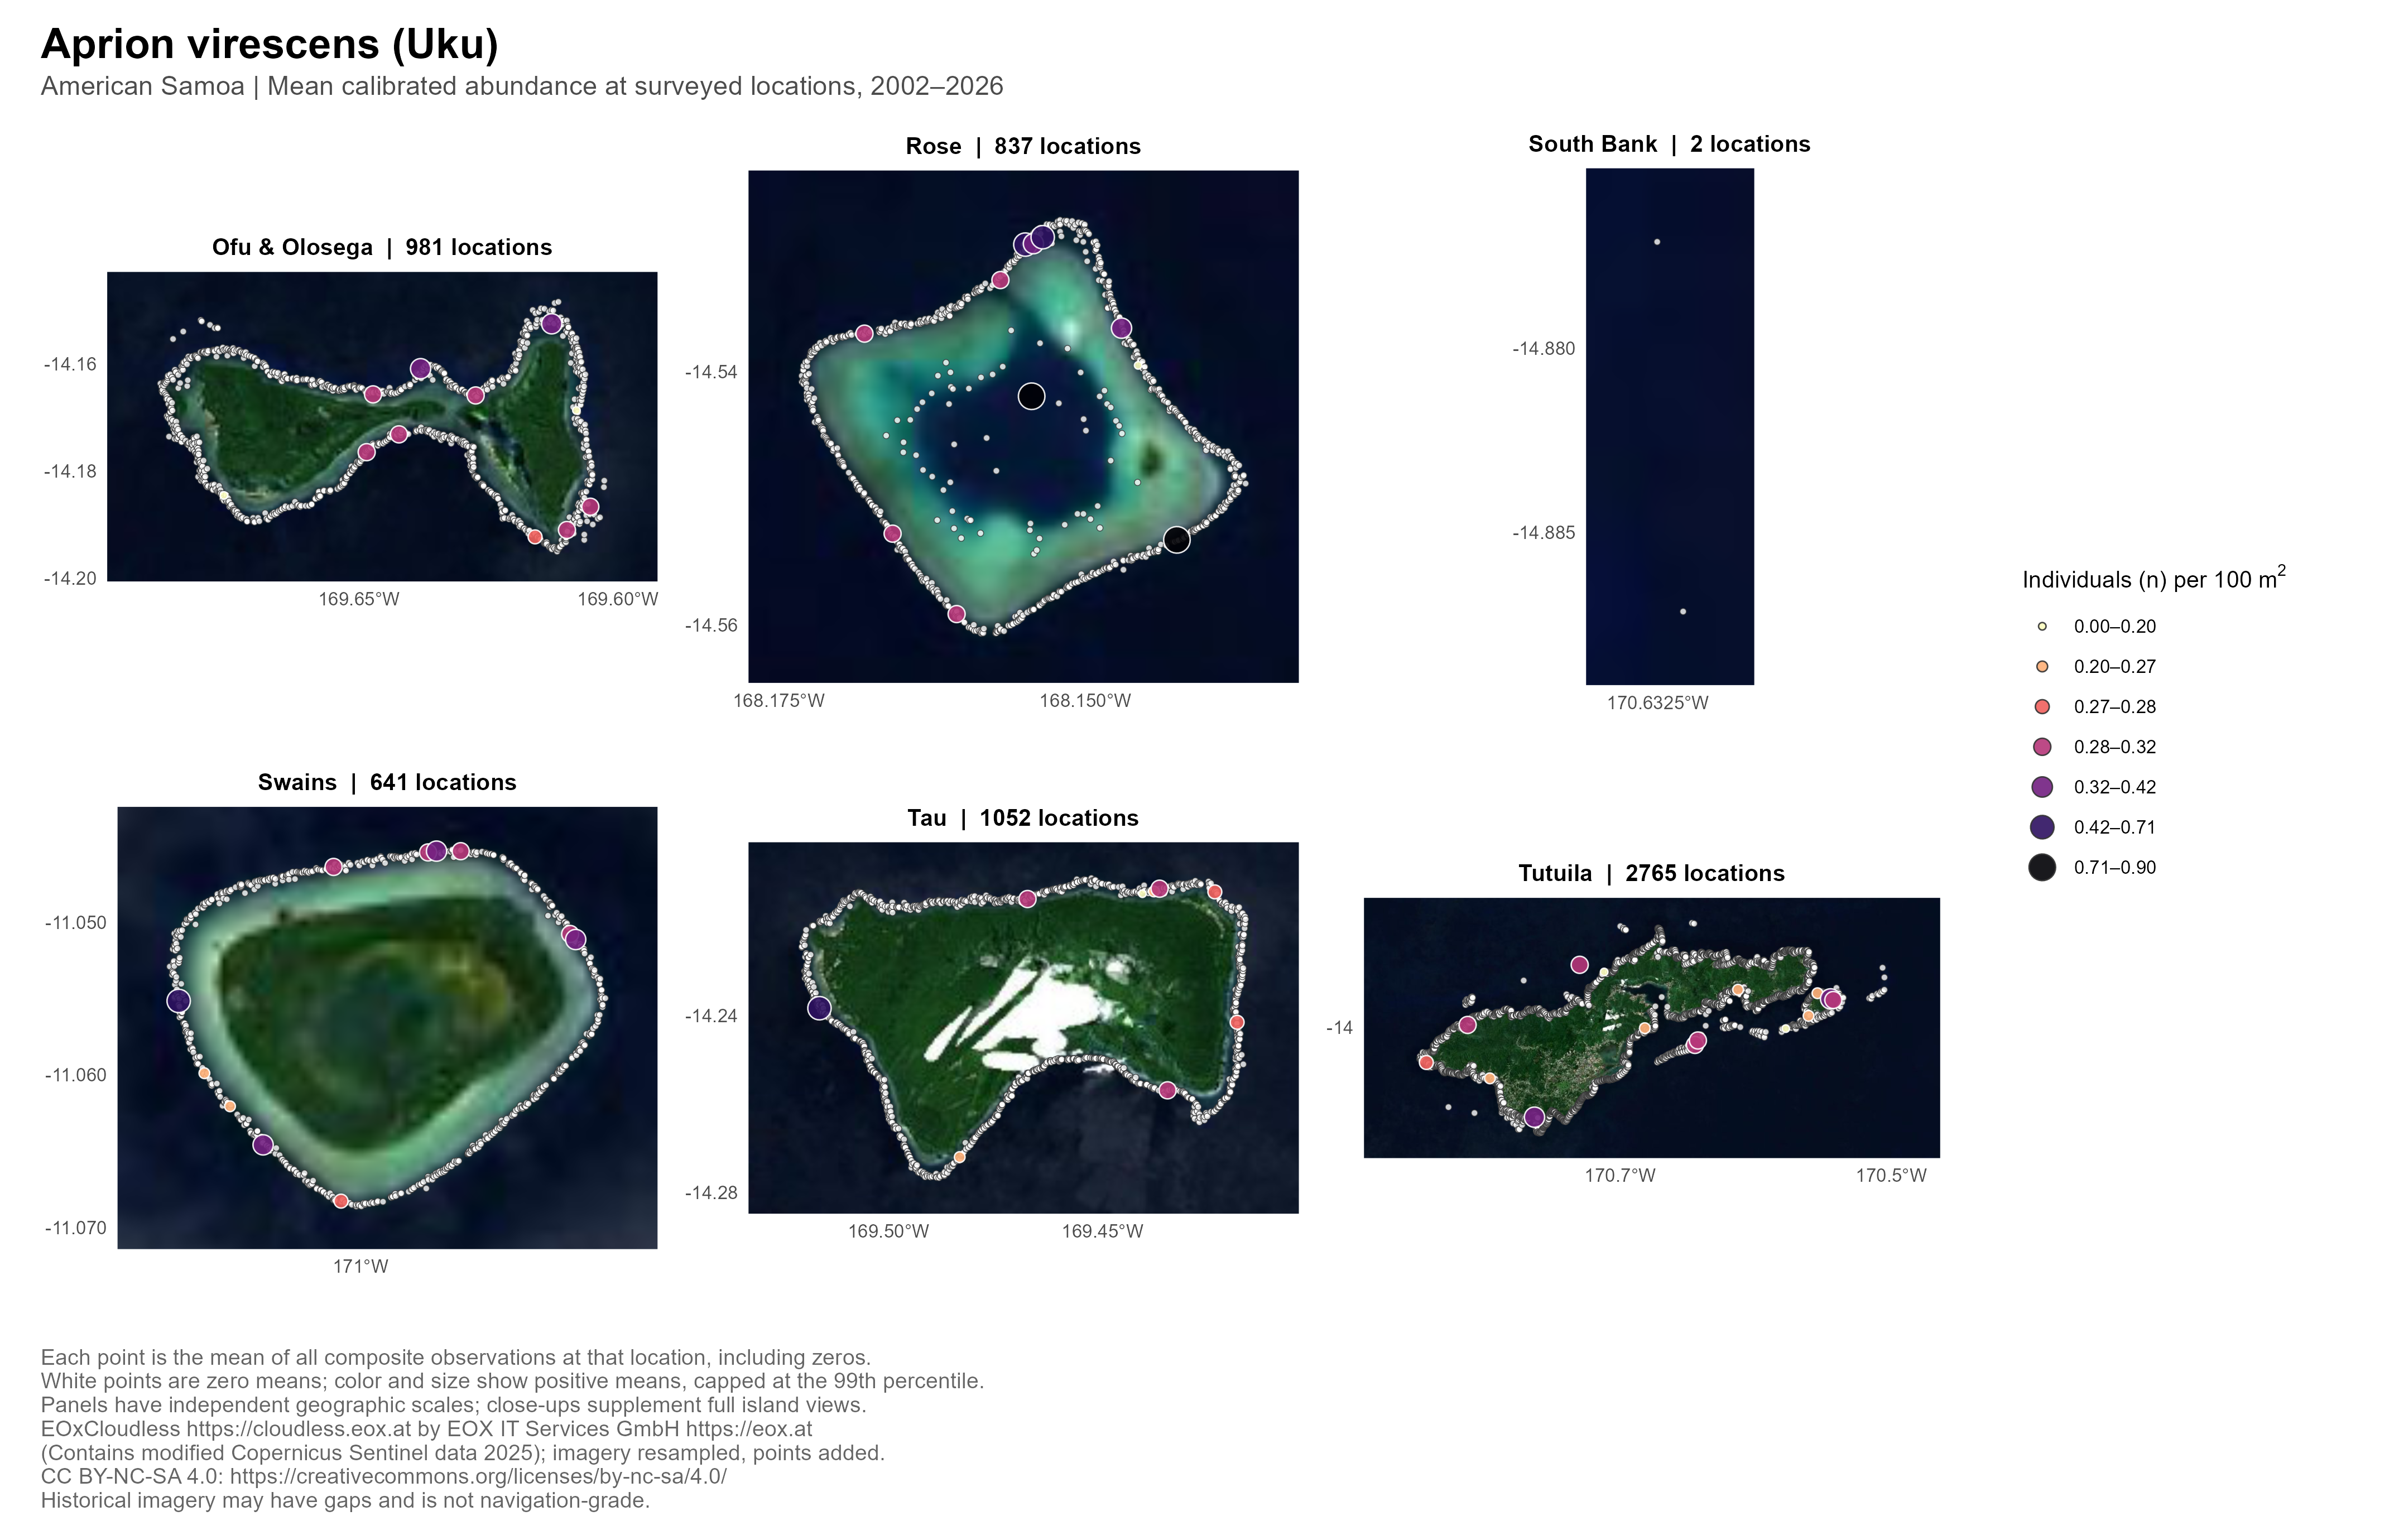 Aprion virescens (Uku)
American Samoa | Mean calibrated abundance at surveyed locations, 2002–2026
Ofu & Olosega | 981 locations
-14.16
-14.18
-14.20
169.65°W
169.60°W
Rose | 837 locations
-14.54
-14.56
168.175°W
168.150°W
South Bank | 2 locations
-14.880
-14.885
170.6325°W
Swains | 641 locations
-11.050
-11.060
-11.070
171°W
Tau | 1052 locations
-14.24
-14.28
169.50°W
169.45°W
Tutuila | 2765 locations
-14
170.7°W
170.5°W
Individuals (n) per 100 m²
0.00–0.20
0.20–0.27
0.27–0.28
0.28–0.32
0.32–0.42
0.42–0.71
0.71–0.90
Each point is the mean of all composite observations at that location, including zeros.
White points are zero means; color and size show positive means, capped at the 99th percentile.
Panels have independent geographic scales; close-ups supplement full island views.
EOxCloudless https://cloudless.eox.at by EOX IT Services GmbH https://eox.at
(Contains modified Copernicus Sentinel data 2025); imagery resampled, points added.
CC BY-NC-SA 4.0: https://creativecommons.org/licenses/by-nc-sa/4.0/
Historical imagery may have gaps and is not navigation-grade.